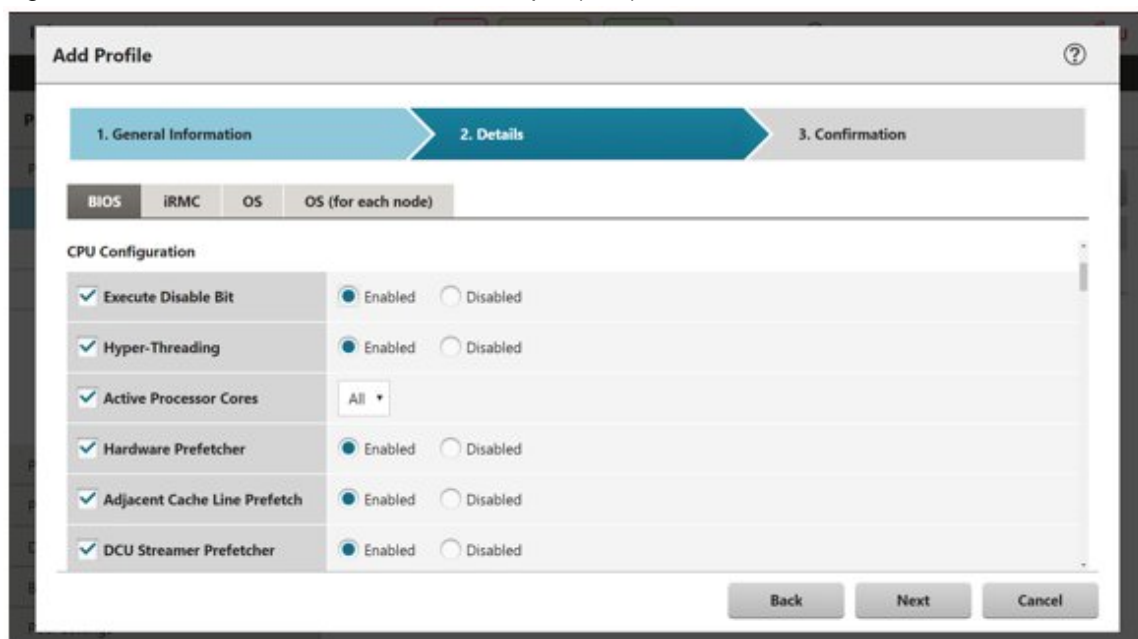 Add Profile
1. General Information 2. Details 3. Confirmation
BIOS iRMC OS OS (for each node)
CPU Configuration
Execute Disable Bit Enabled Disabled
Hyper-Threading Enabled Disabled
Active Processor Cores All
Hardware Prefetcher Enabled Disabled
Adjacent Cache Line Prefetch Enabled Disabled
DCU Streamer Prefetcher Enabled Disabled
Back Next Cancel